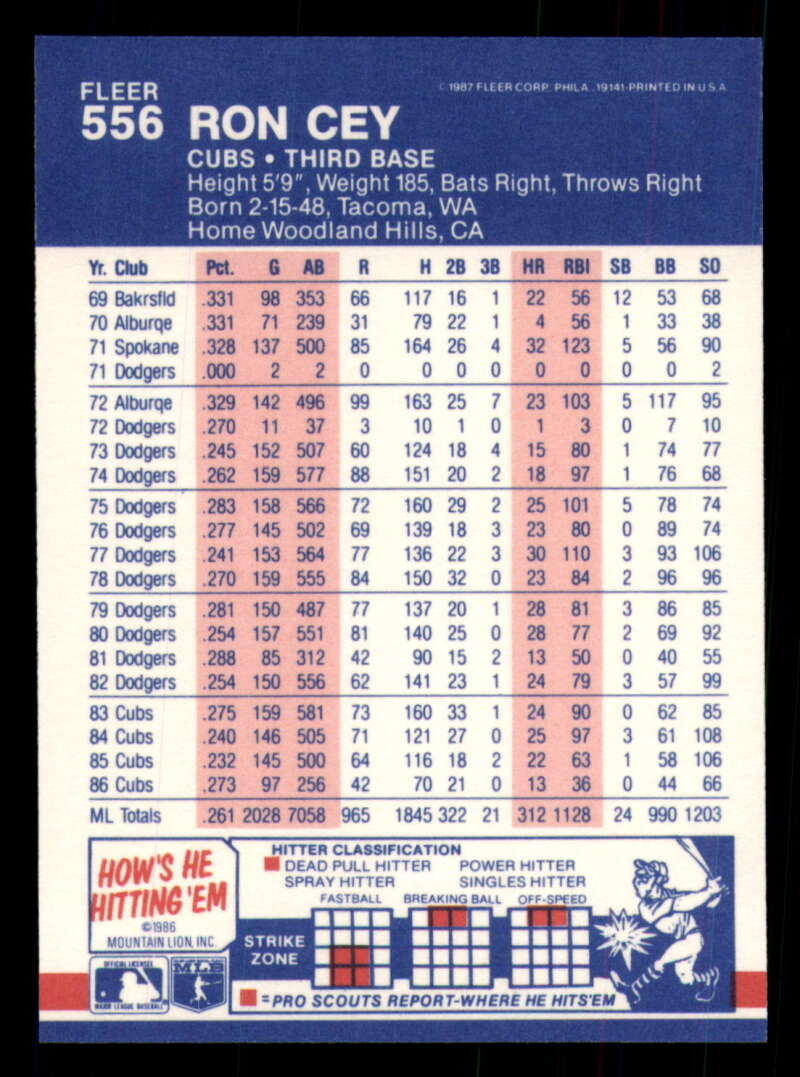 FLEER
556 RON CEY
© 1987 FLEER CORP. PHILA. 19141-PRINTED IN U S A
CUBS • THIRD BASE
Height 5'9", Weight 185, Bats Right, Throws Right
Born 2-15-48, Tacoma, WA
Home Woodland Hills, CA
Yr. Club Pct. G AB R H 2B 3B HR RBI SB BB SO
69 Bakrsfld .331 98 353 66 117 16 1 22 56 12 53 68
70 Alburqe .331 71 239 31 79 22 1 4 56 1 33 38
71 Spokane .328 137 500 85 164 26 4 32 123 5 56 90
71 Dodgers .000 2 2 0 0 0 0 0 0 0 0 2
72 Alburqe .329 142 496 99 163 25 7 23 103 5 117 95
72 Dodgers .270 11 37 3 10 1 0 1 3 0 7 10
73 Dodgers .245 152 507 60 124 18 4 15 80 1 74 77
74 Dodgers .262 159 577 88 151 20 2 18 97 1 76 68
75 Dodgers .283 158 566 72 160 29 2 25 101 5 78 74
76 Dodgers .277 145 502 69 139 18 3 23 80 0 89 74
77 Dodgers .241 153 564 77 136 22 3 30 110 3 93 106
78 Dodgers .270 159 555 84 150 32 0 23 84 2 96 96
79 Dodgers .281 150 487 77 137 20 1 28 81 3 86 85
80 Dodgers .254 157 551 81 140 25 0 28 77 2 69 92
81 Dodgers .288 85 312 42 90 15 2 13 50 0 40 55
82 Dodgers .254 150 556 62 141 23 1 24 79 3 57 99
83 Cubs .275 159 581 73 160 33 1 24 90 0 62 85
84 Cubs .240 146 505 71 121 27 0 25 97 3 61 108
85 Cubs .232 145 500 64 116 18 2 22 63 1 58 106
86 Cubs .273 97 256 42 70 21 0 13 36 0 44 66
ML Totals .261 2028 7058 965 1845 322 21 312 1128 24 990 1203
HOW'S HE
HITTING 'EM
©1986
MOUNTAIN LION, INC.
HITTER CLASSIFICATION
DEAD PULL HITTER POWER HITTER
SPRAY HITTER SINGLES HITTER
FASTBALL BREAKING BALL OFF-SPEED
STRIKE
ZONE
=PRO SCOUTS REPORT-WHERE HE HITS'EM
OFFICIAL LICENSEE
MAJOR LEAGUE BASEBALL
MLB